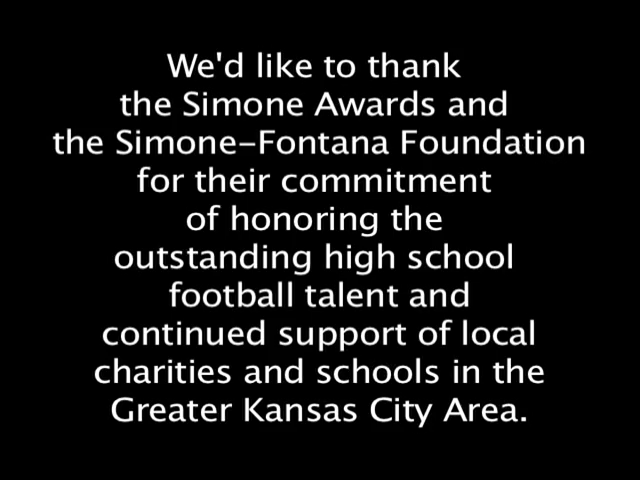 We'd like to thank
the Simone Awards and
the Simone-Fontana Foundation
for their commitment
of honoring the
outstanding high school
football talent and
continued support of local
charities and schools in the
Greater Kansas City Area.